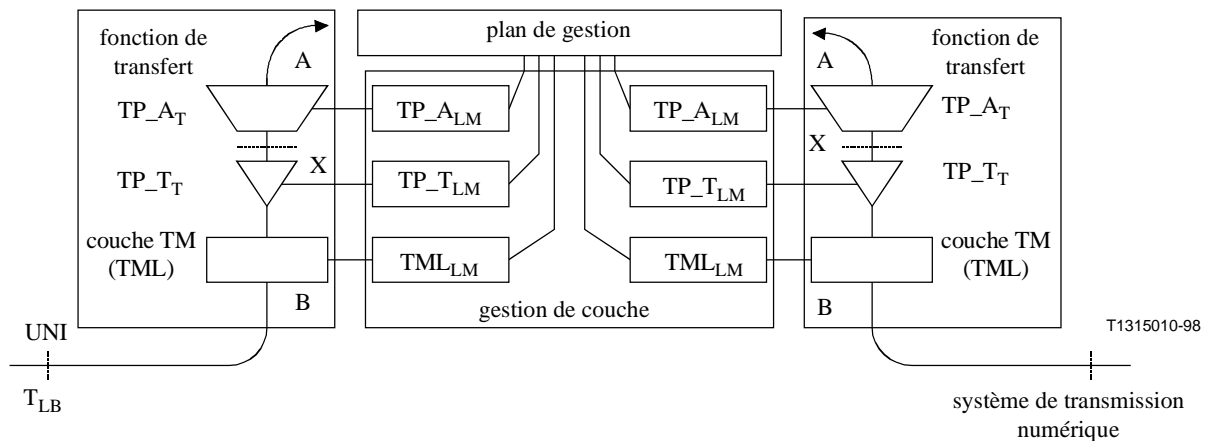 plan de gestion
fonction de
transfert
A
TP_A_T
X
TP_T_T
couche TM
(TML)
B
UNI
T_LB
TP_A_LM
TP_T_LM
TML_LM
TP_A_LM
TP_T_LM
TML_LM
gestion de couche
A
fonction de
transfert
TP_A_T
X
TP_T_T
couche TM
(TML)
B
T1315010-98
système de transmission
numérique